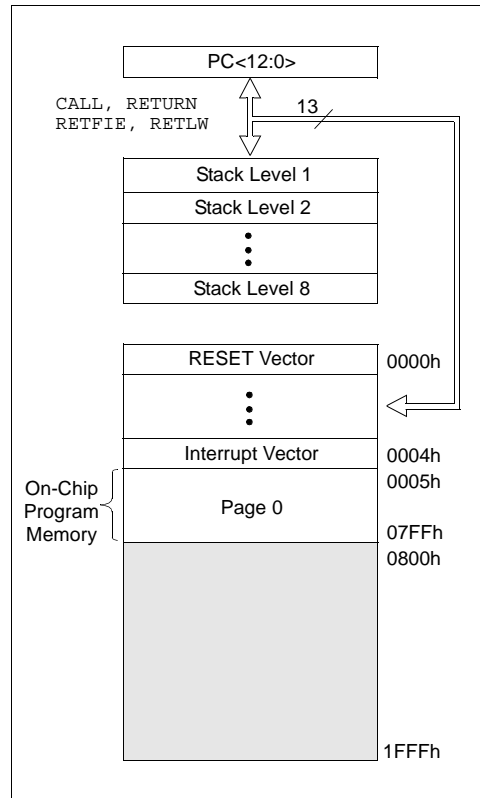 PC<12:0>
CALL, RETURN
RETFIE, RETLW
13
Stack Level 1
Stack Level 2
Stack Level 8
RESET Vector
0000h
Interrupt Vector
0004h
0005h
On-Chip
Program
Memory
Page 0
07FFh
0800h
1FFFh